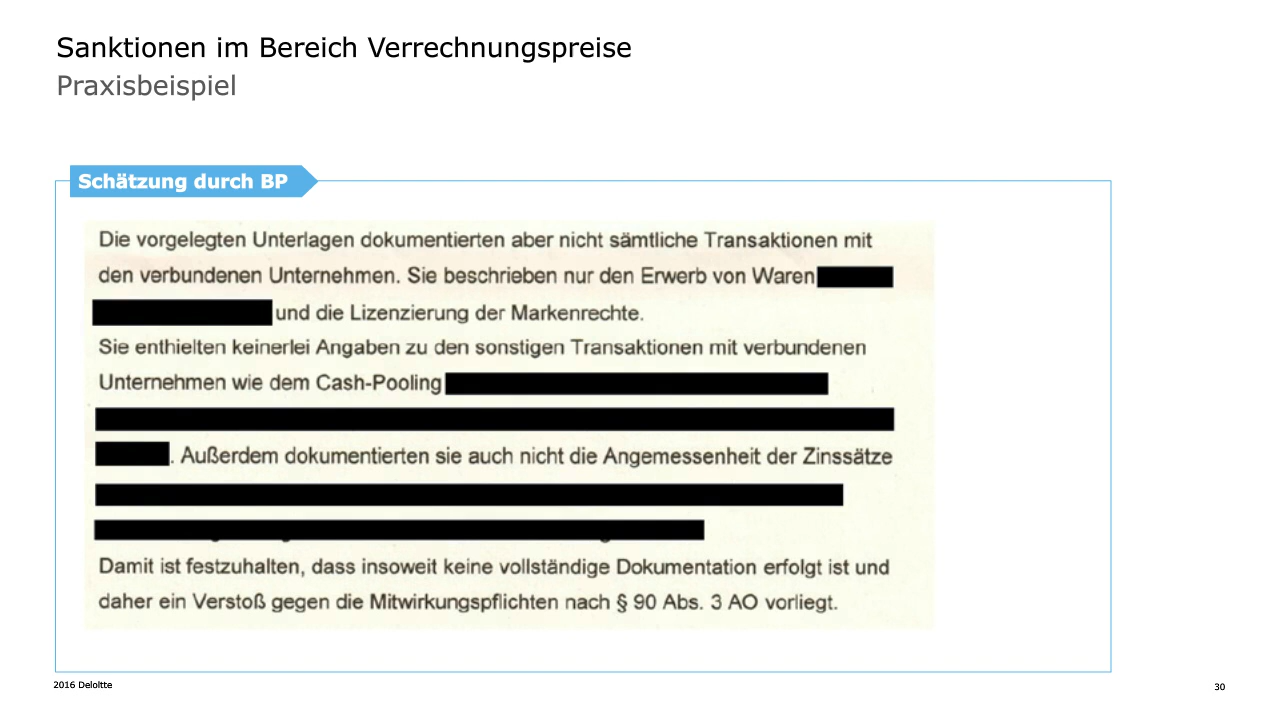 Sanktionen im Bereich Verrechnungspreise
Praxisbeispiel
Schätzung durch BP
Die vorgelegten Unterlagen dokumentierten aber nicht sämtliche Transaktionen mit
den verbundenen Unternehmen. Sie beschrieben nur den Erwerb von Waren
und die Lizenzierung der Markenrechte.
Sie enthielten keinerlei Angaben zu den sonstigen Transaktionen mit verbundenen
Unternehmen wie dem Cash-Pooling
. Außerdem dokumentierten sie auch nicht die Angemessenheit der Zinssätze
Damit ist festzuhalten, dass insoweit keine vollständige Dokumentation erfolgt ist und
daher ein Verstoß gegen die Mitwirkungspflichten nach § 90 Abs. 3 AO vorliegt.
2016 Deloitte
30